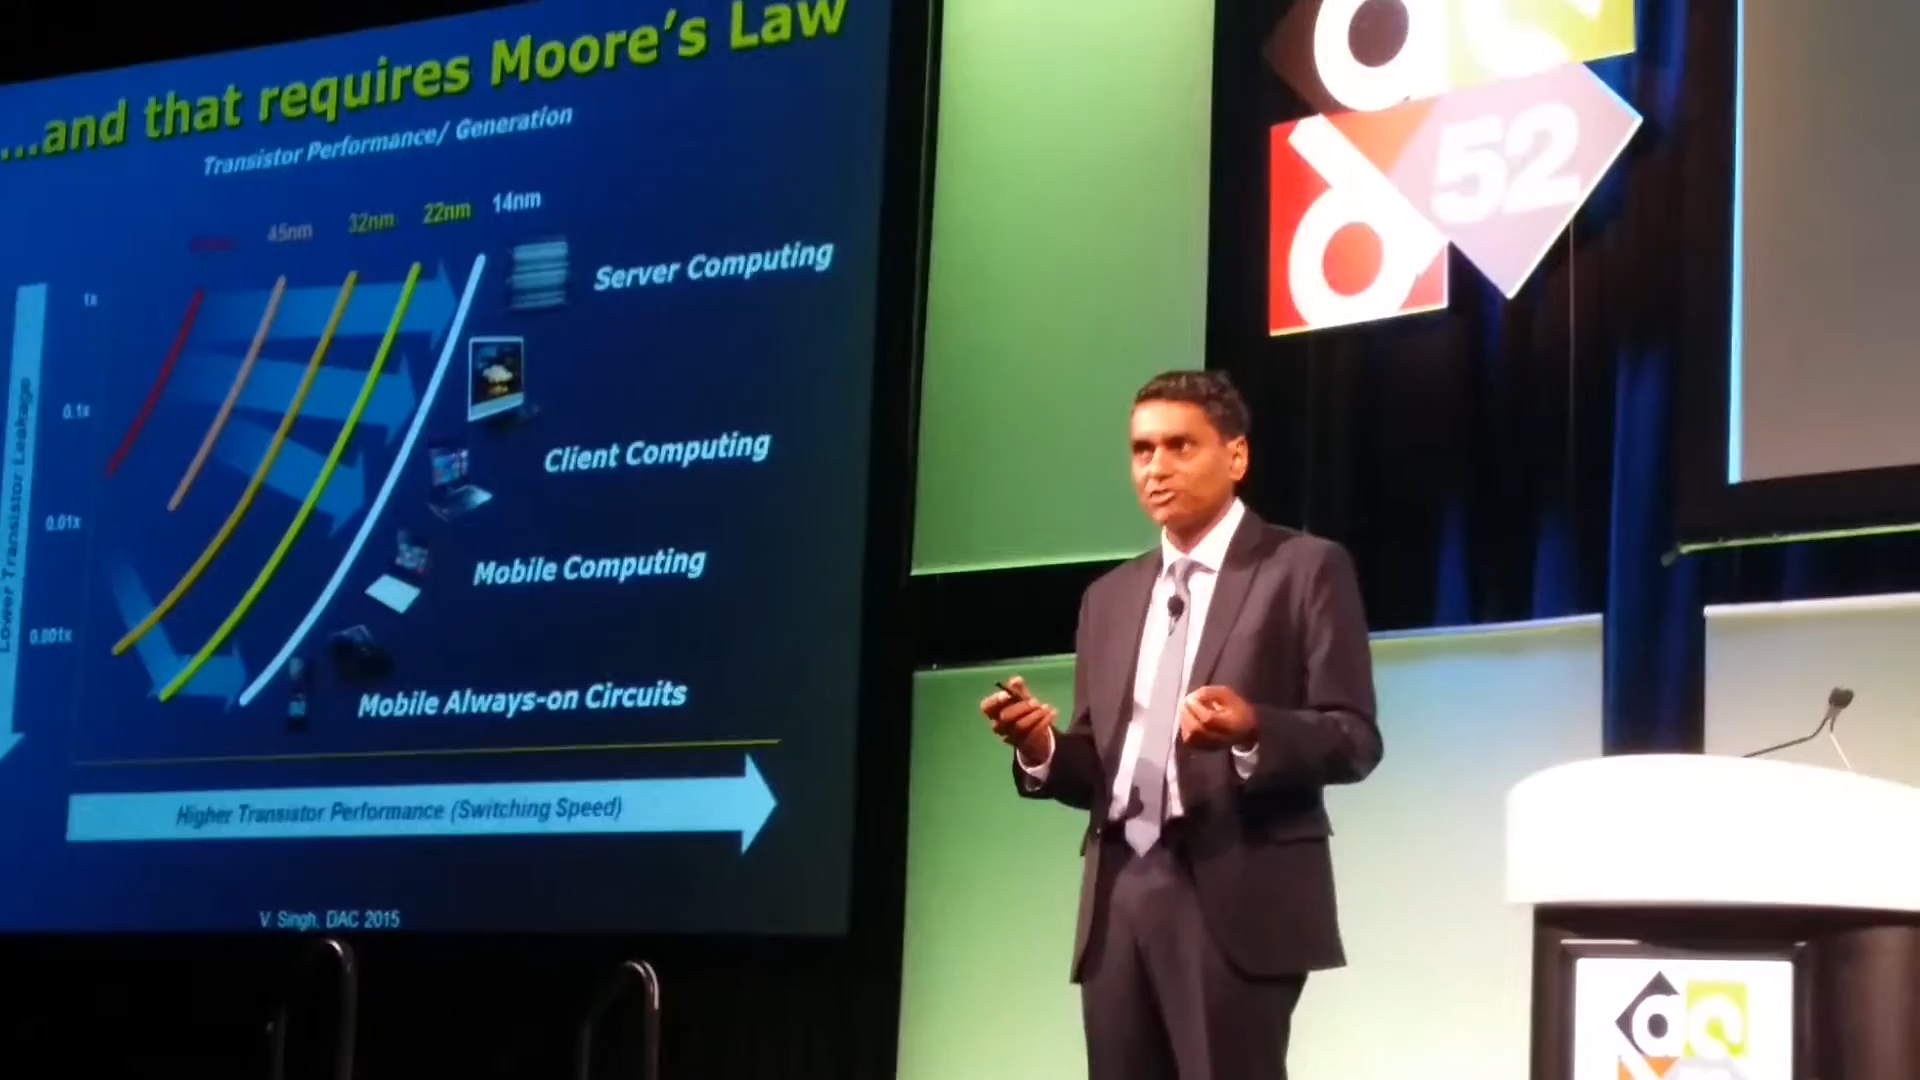 ...and that requires Moore's Law
Transistor Performance/ Generation
45nm
32nm
22nm
14nm
1x
0.1x
0.01x
0.001x
Lower Transistor Leakage
Server Computing
Client Computing
Mobile Computing
Mobile Always-on Circuits
Higher Transistor Performance (Switching Speed)
V. Singh, DAC 2015
dac
52